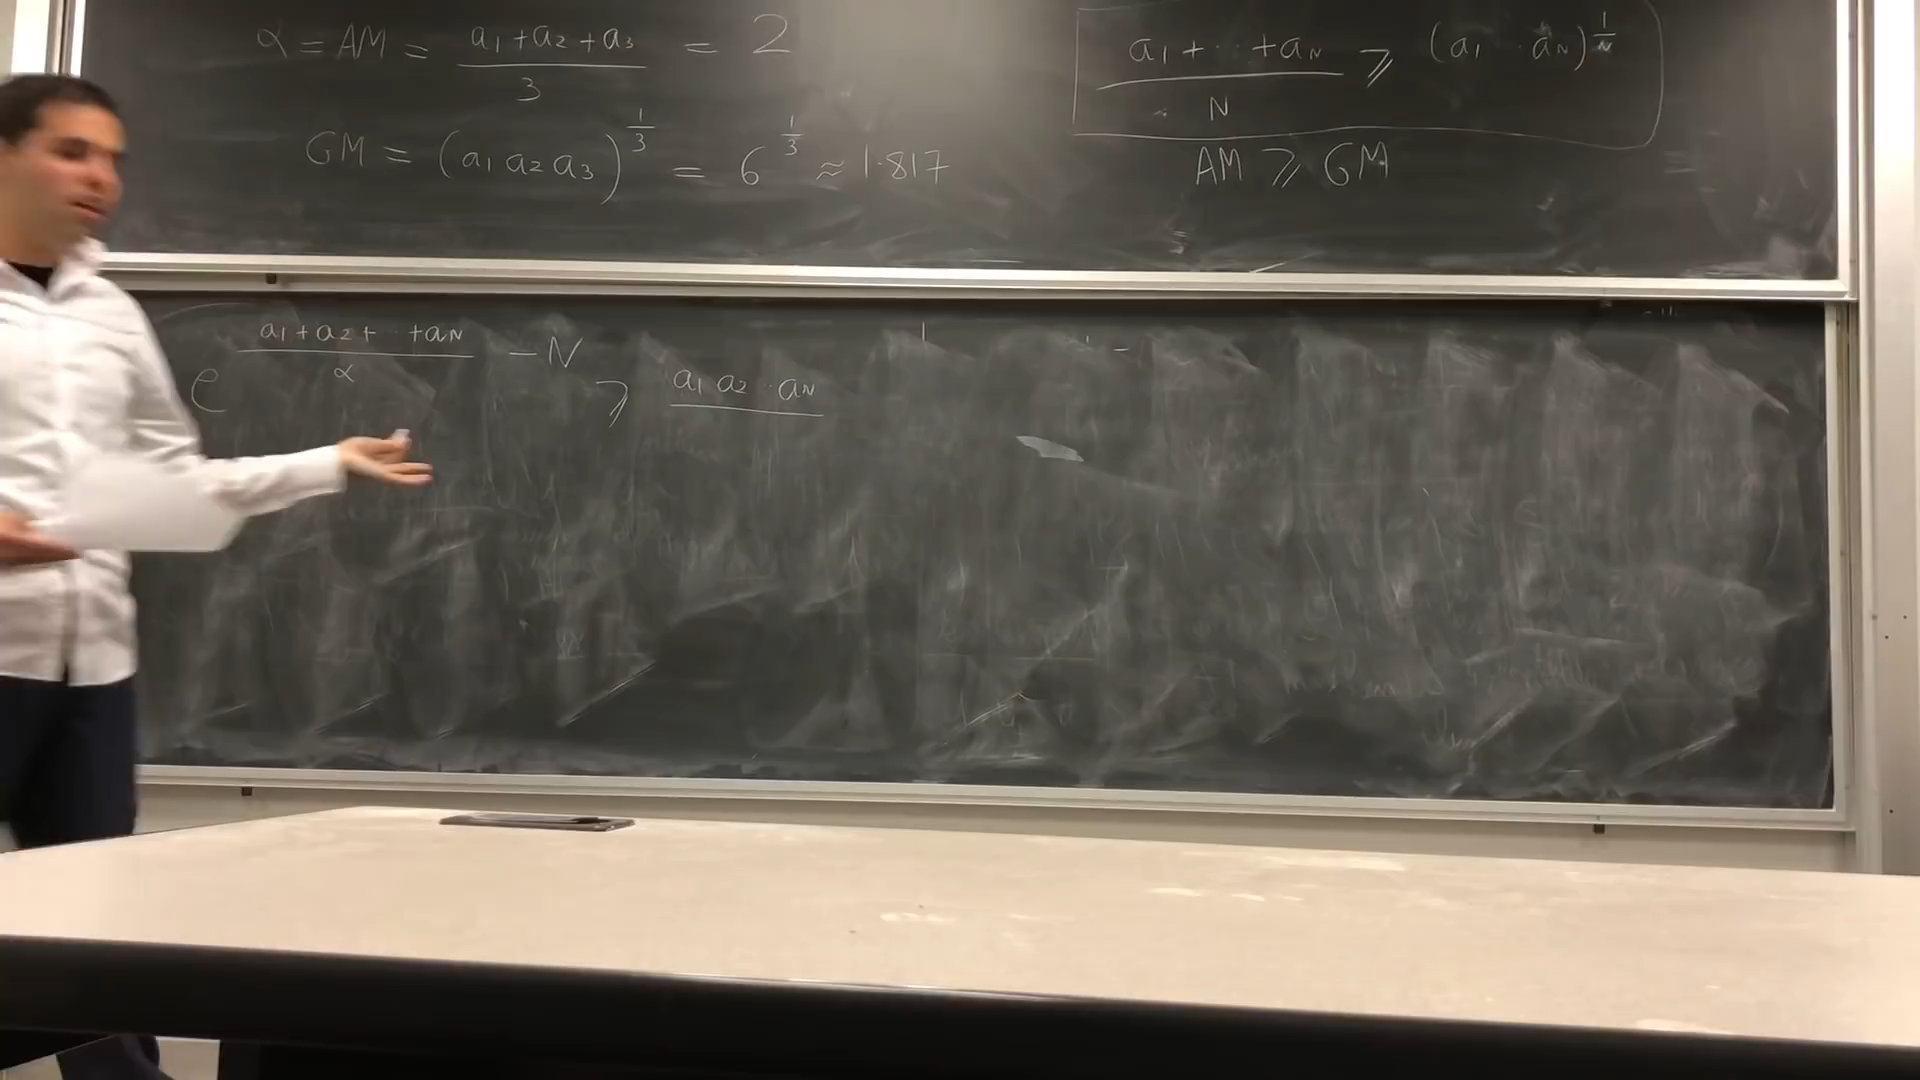 α = AM = (a₁ + a₂ + a₃)/3 = 2
GM = (a₁ a₂ a₃)^(1/3) = 6^(1/3) ≈ 1.817
(a₁ + ·· + a_N)/N ⩾ (a₁ · a_N)^(1/N)
AM ⩾ GM
e^((a₁ + a₂ + ·· + a_N)/α − N) ⩾ a₁ a₂ ·· a_N